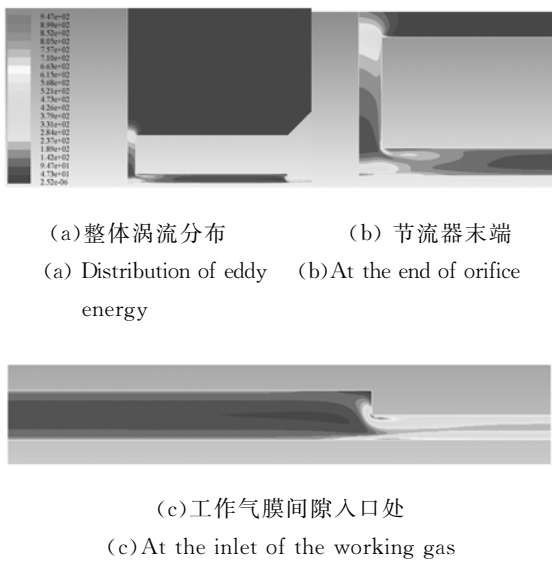 9.47e+02
8.99e+02
8.52e+02
8.05e+02
7.57e+02
7.10e+02
6.63e+02
6.15e+02
5.68e+02
5.21e+02
4.73e+02
4.26e+02
3.79e+02
3.31e+02
2.84e+02
2.37e+02
1.89e+02
1.42e+02
9.47e+01
4.73e+01
2.52e-06
(a)整体涡流分布
(b) 节流器末端
(a) Distribution of eddy energy
(b)At the end of orifice
(c)工作气膜间隙入口处
(c)At the inlet of the working gas